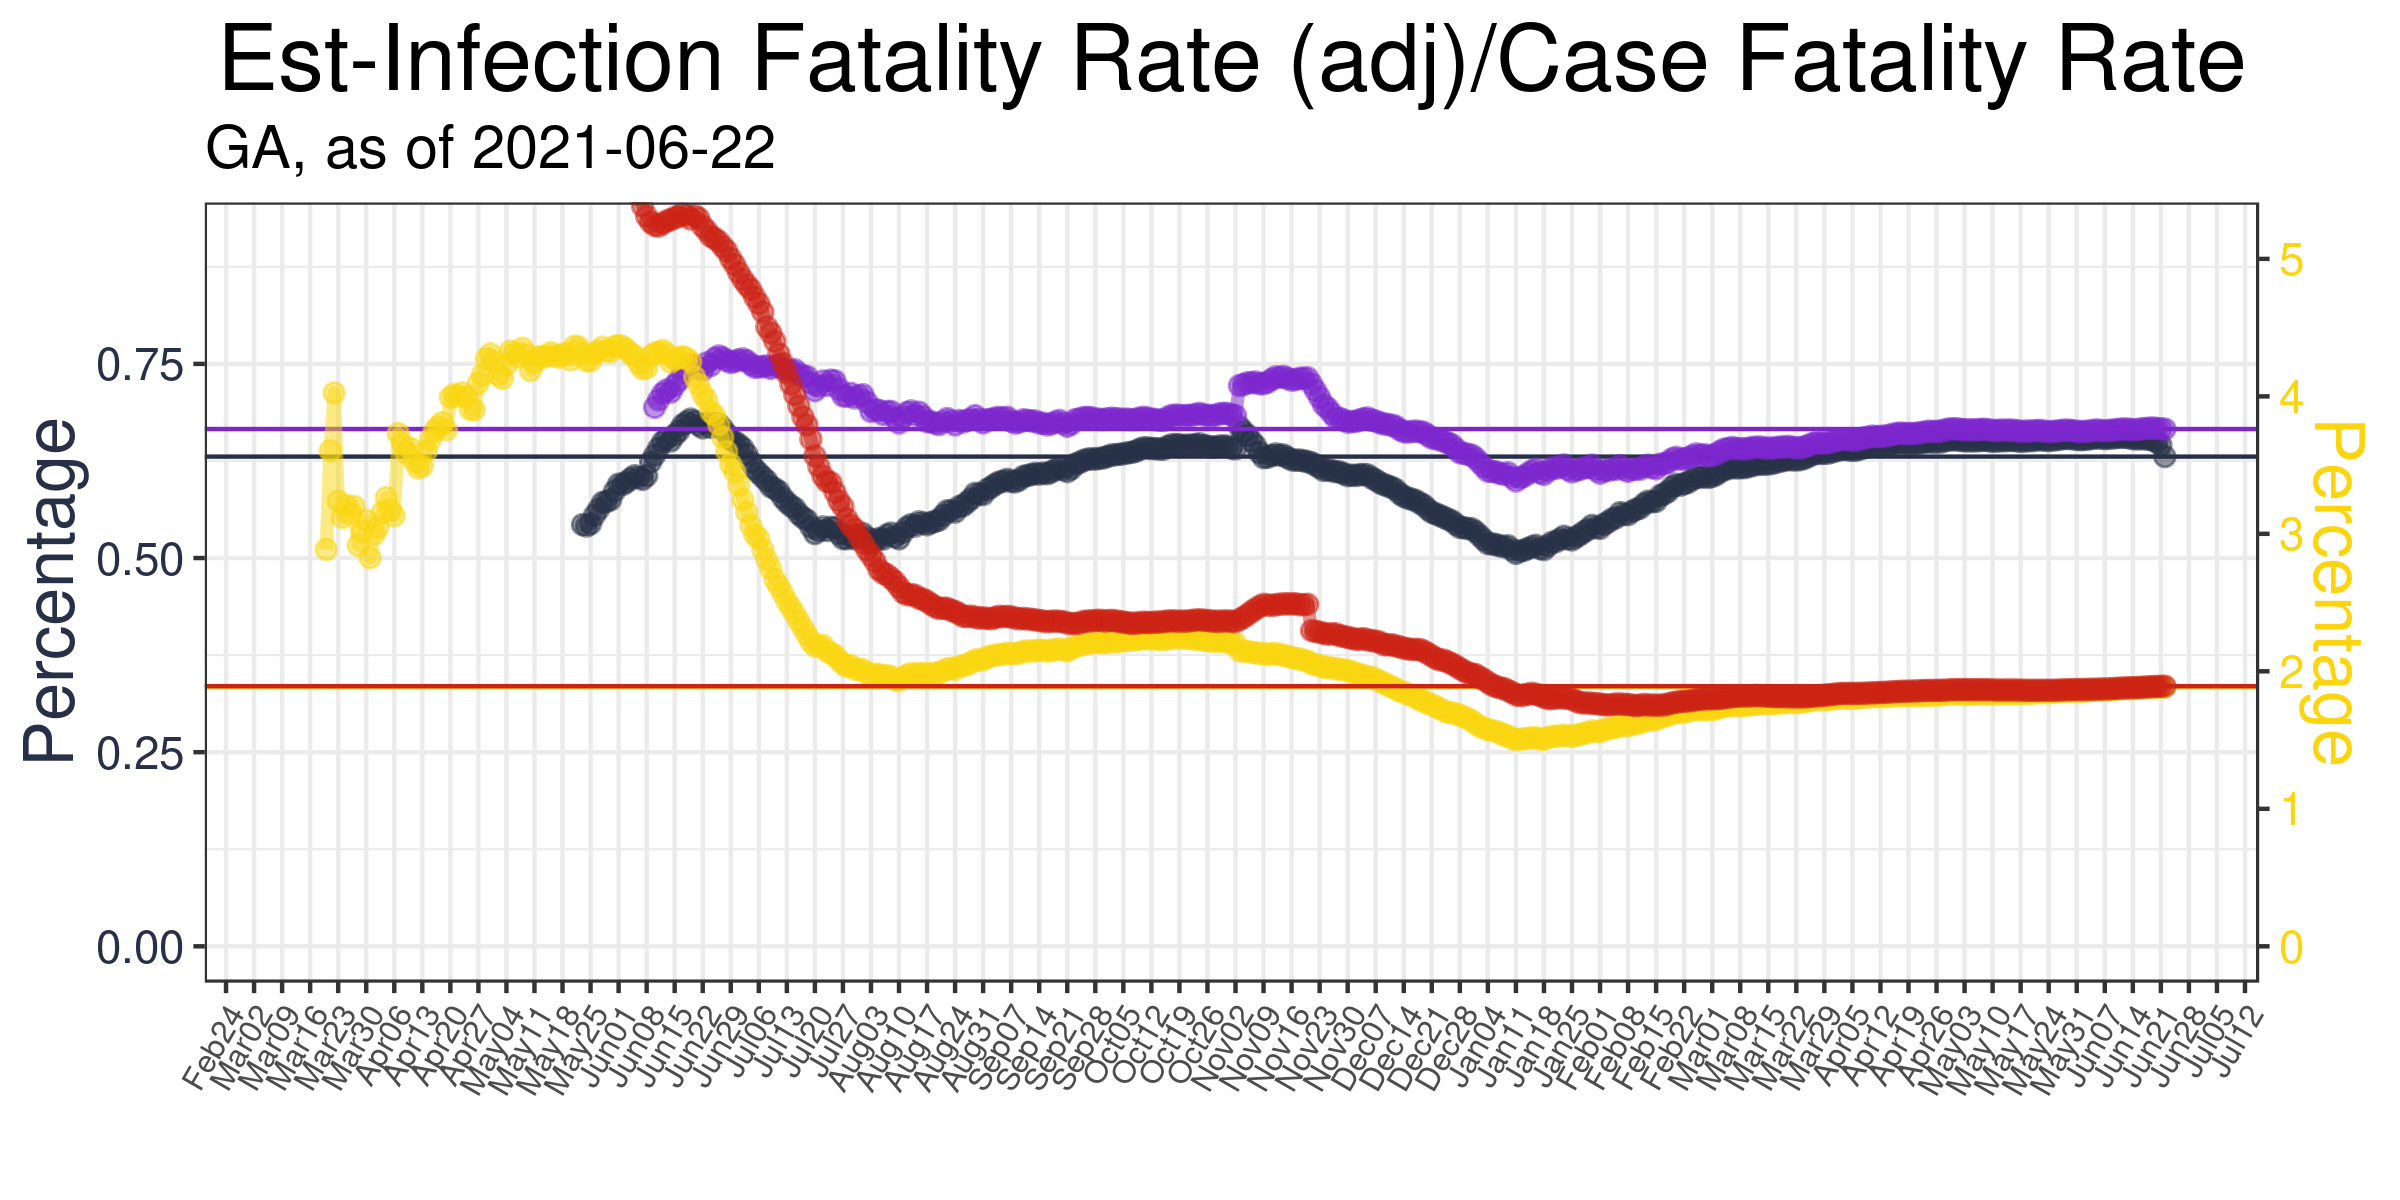 Est-Infection Fatality Rate (adj)/Case Fatality Rate
GA, as of 2021-06-22
Percentage
0.75
0.50
0.25
0.00
5
4
3
2
1
0
Percentage
Feb24
Mar02
Mar09
Mar16
Mar23
Mar30
Apr06
Apr13
Apr20
Apr27
May04
May11
May18
May25
Jun01
Jun08
Jun15
Jun22
Jun29
Jul06
Jul13
Jul20
Jul27
Aug03
Aug10
Aug17
Aug24
Aug31
Sep07
Sep14
Sep21
Sep28
Oct05
Oct12
Oct19
Oct26
Nov02
Nov09
Nov16
Nov23
Nov30
Dec07
Dec14
Dec21
Dec28
Jan04
Jan11
Jan18
Jan25
Feb01
Feb08
Feb15
Feb22
Mar01
Mar08
Mar15
Mar22
Mar29
Apr05
Apr12
Apr19
Apr26
May03
May10
May17
May24
May31
Jun07
Jun14
Jun21
Jun28
Jul05
Jul12